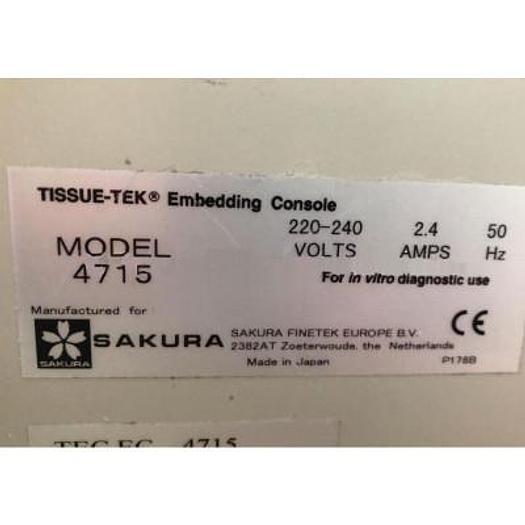 TISSUE-TEK® Embedding Console
MODEL 4715
220-240 VOLTS
2.4 AMPS
50 Hz
For in vitro diagnostic use
Manufactured for
SAKURA
SAKURA
SAKURA FINETEK EUROPE B.V.
2382AT Zoeterwoude, the Netherlands
Made in Japan
CE
P178B
4715